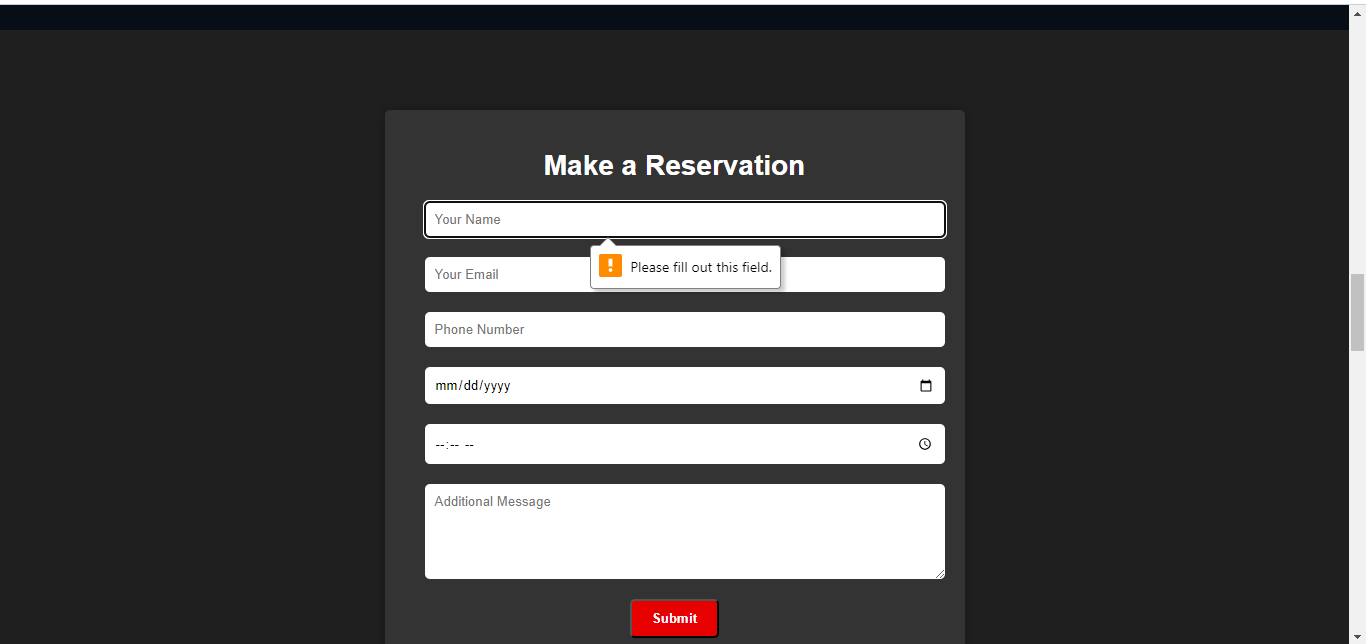 Make a Reservation
Your Name
Please fill out this field.
Your Email
Phone Number
mm/dd/yyyy
--:-- --
Additional Message
Submit